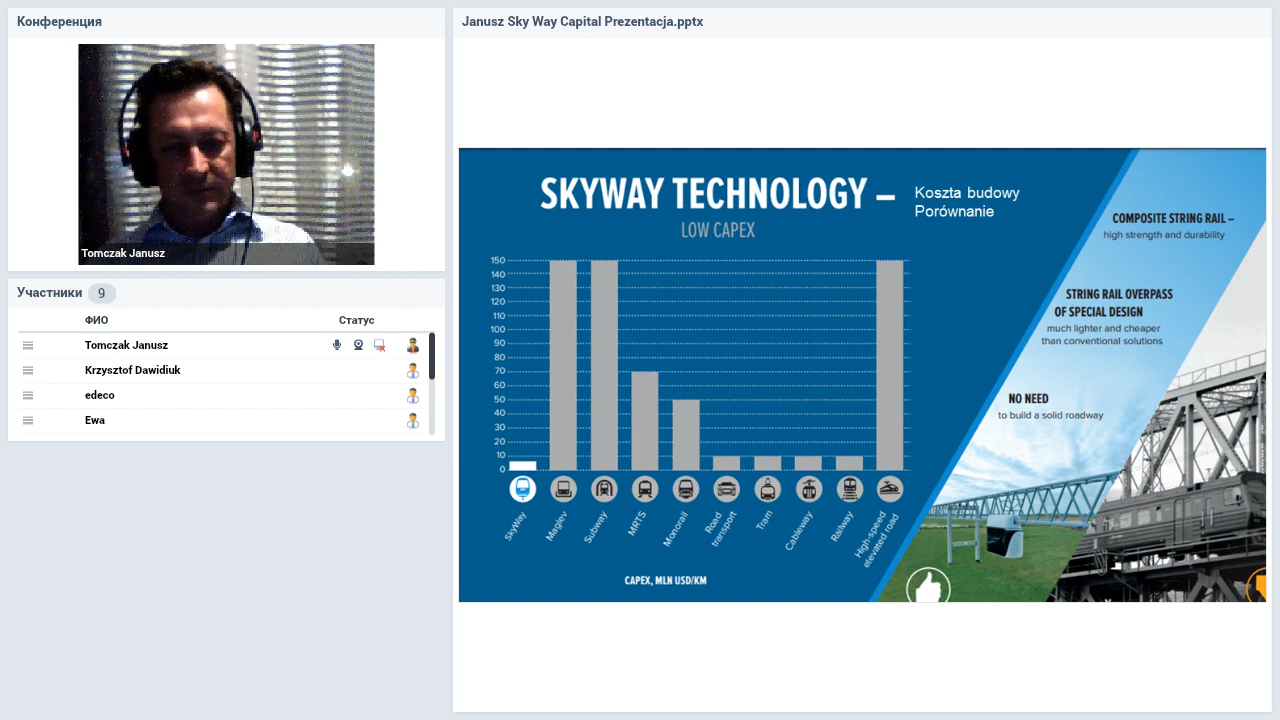 Конференция
Tomczak Janusz
Участники 9
ФИО Статус
Tomczak Janusz
Krzysztof Dawidiuk
edeco
Ewa
Janusz Sky Way Capital Prezentacja.pptx
SKYWAY TECHNOLOGY –
Koszta budowy
Porównanie
LOW CAPEX
150
140
130
120
110
100
90
80
70
60
50
40
30
20
10
0
SkyWay
Maglev
Subway
MRTS
Monorail
Road
transport
Tram
Cableway
Railway
High-speed
elevated road
CAPEX, MLN USD/KM
COMPOSITE STRING RAIL –
high strength and durability
STRING RAIL OVERPASS
OF SPECIAL DESIGN
much lighter and cheaper
than conventional solutions
NO NEED
to build a solid roadway